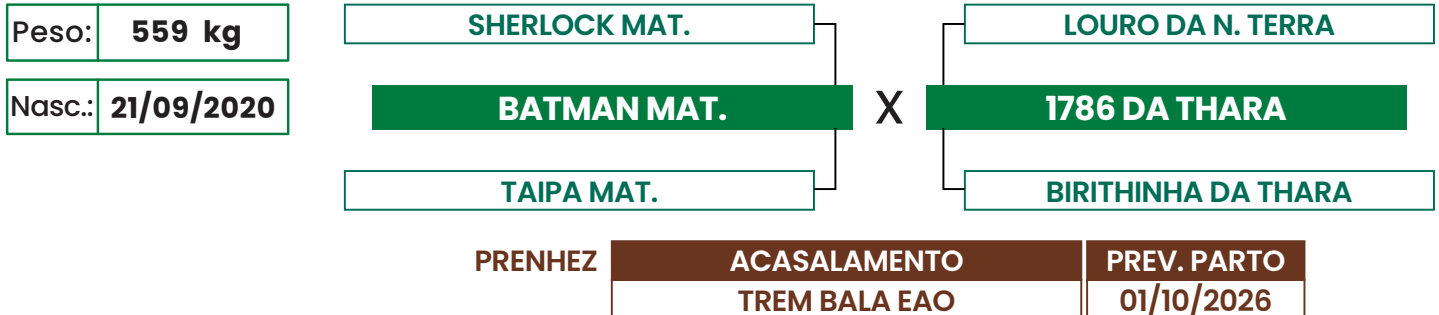 Peso: 559 kg
Nasc.: 21/09/2020
SHERLOCK MAT.
BATMAN MAT.
TAIPA MAT.
X
LOURO DA N. TERRA
1786 DA THARA
BIRITHINHA DA THARA
PRENHEZ ACASALAMENTO PREV. PARTO
TREM BALA EAO 01/10/2026